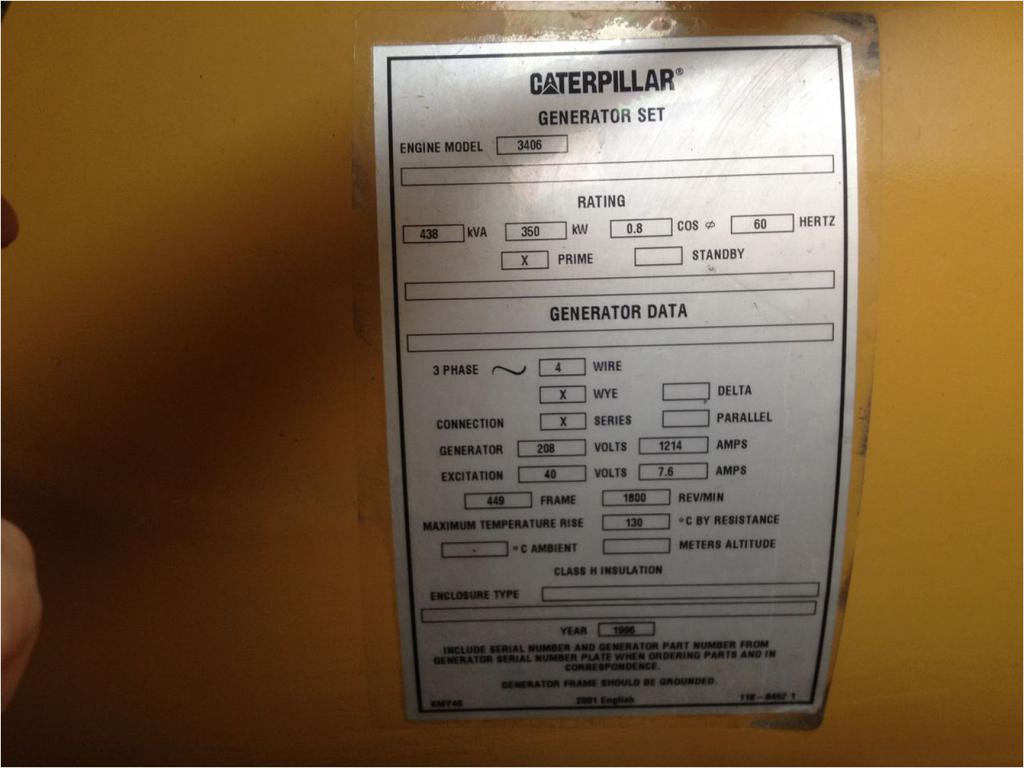 CATERPILLAR®
GENERATOR SET
ENGINE MODEL 3406
RATING
438 kVA 350 kW 0.8 COS ⌀ 60 HERTZ
X PRIME STANDBY
GENERATOR DATA
3 PHASE ~ 4 WIRE
X WYE DELTA
CONNECTION X SERIES PARALLEL
GENERATOR 208 VOLTS 1214 AMPS
EXCITATION 40 VOLTS 7.6 AMPS
449 FRAME 1800 REV/MIN
MAXIMUM TEMPERATURE RISE 130 °C BY RESISTANCE
°C AMBIENT METERS ALTITUDE
CLASS H INSULATION
ENCLOSURE TYPE
YEAR 1996
INCLUDE SERIAL NUMBER AND GENERATOR PART NUMBER FROM
GENERATOR SERIAL NUMBER PLATE WHEN ORDERING PARTS AND IN
CORRESPONDENCE.
GENERATOR FRAME SHOULD BE GROUNDED.
English